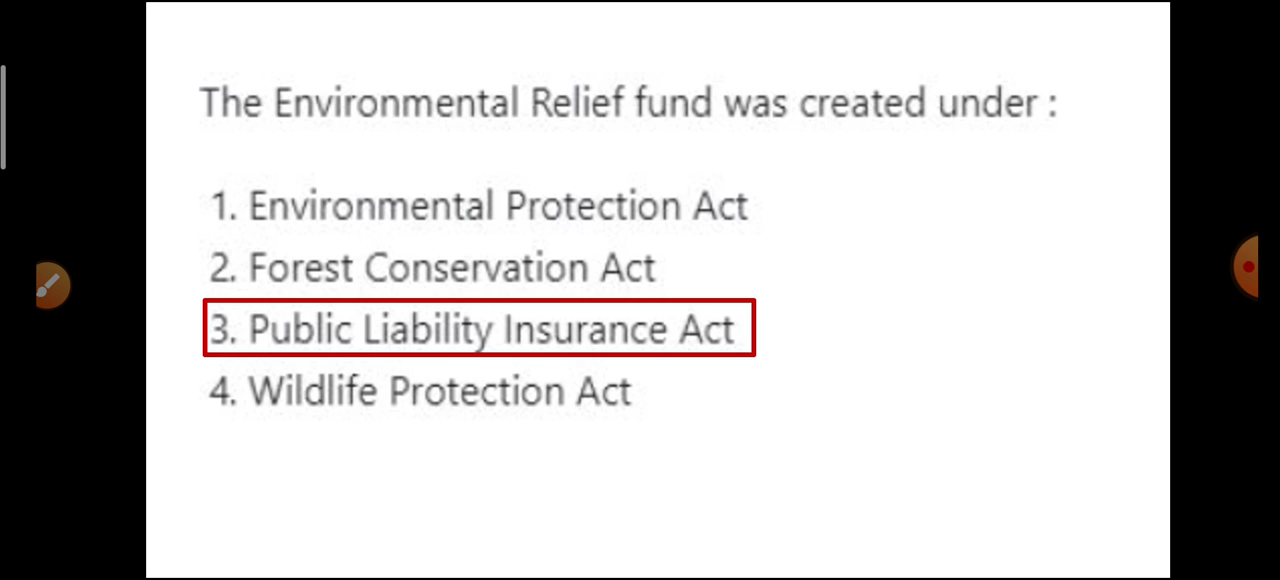 The Environmental Relief fund was created under :
1. Environmental Protection Act
2. Forest Conservation Act
3. Public Liability Insurance Act
4. Wildlife Protection Act